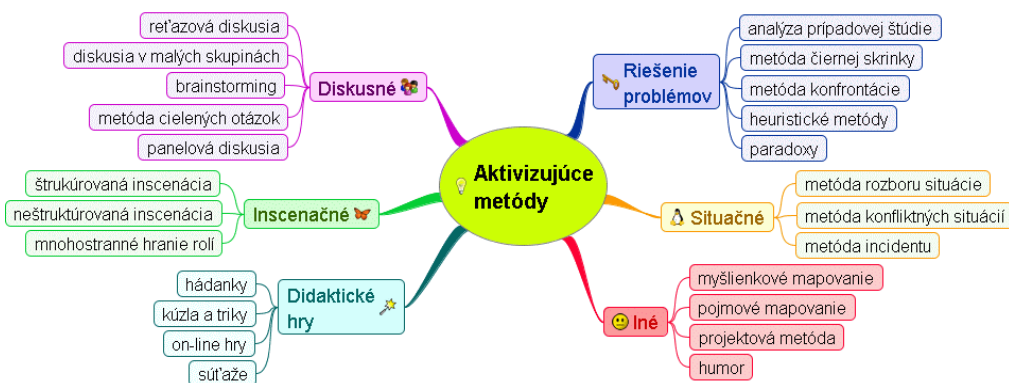 Aktivizujúce
metódy
Diskusné
reťazová diskusia
diskusia v malých skupinách
brainstorming
metóda cielených otázok
panelová diskusia
Inscenačné
štrukúrovaná inscenácia
neštruktúrovaná inscenácia
mnohostranné hranie rolí
Didaktické
hry
hádanky
kúzla a triky
on-line hry
súťaže
Riešenie
problémov
analýza prípadovej štúdie
metóda čiernej skrinky
metóda konfrontácie
heuristické metódy
paradoxy
Situačné
metóda rozboru situácie
metóda konfliktných situácií
metóda incidentu
Iné
myšlienkové mapovanie
pojmové mapovanie
projektová metóda
humor